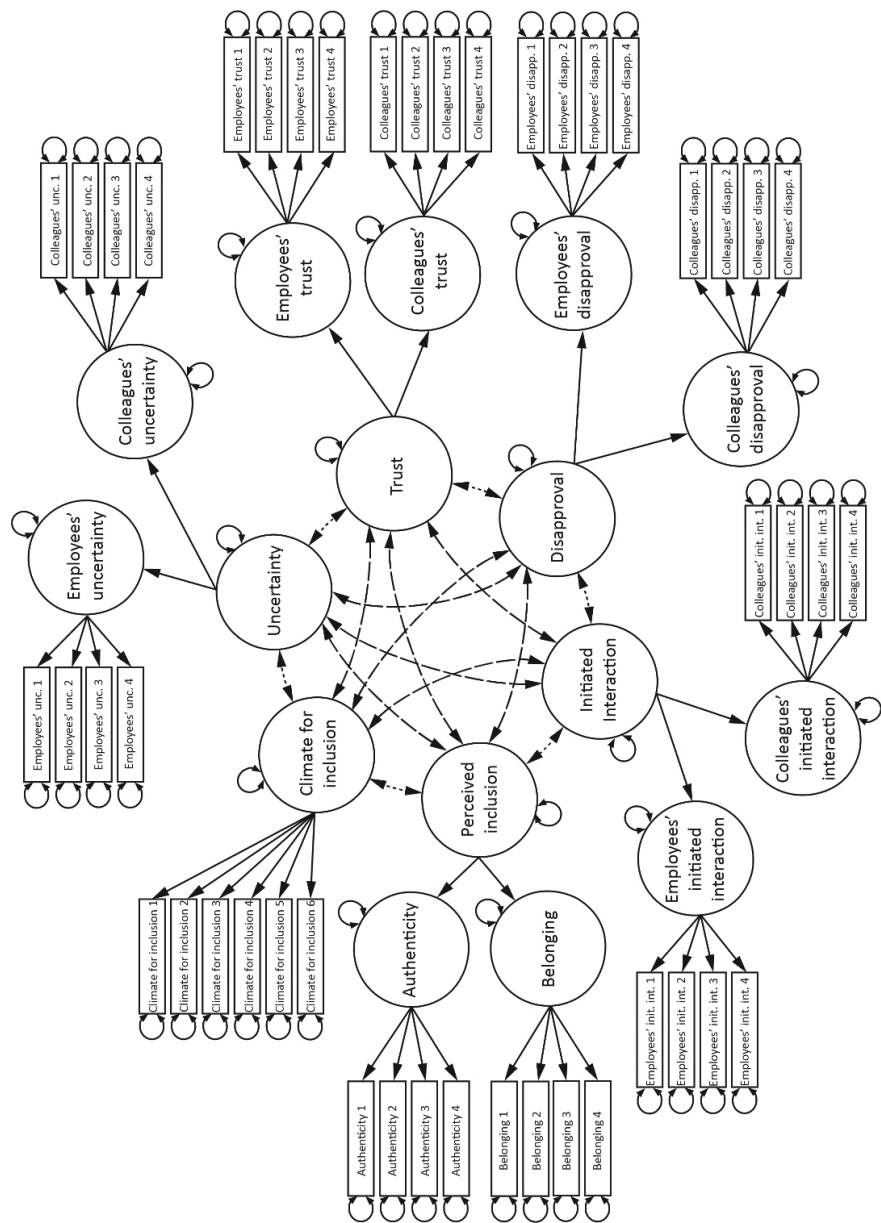 Colleagues' unc. 1
Colleagues' unc. 2
Colleagues' unc. 3
Colleagues' unc. 4
Employees' trust 1
Employees' trust 2
Employees' trust 3
Employees' trust 4
Colleagues' trust 1
Colleagues' trust 2
Colleagues' trust 3
Colleagues' trust 4
Employees' disapp. 1
Employees' disapp. 2
Employees' disapp. 3
Employees' disapp. 4
Colleagues' disapp. 1
Colleagues' disapp. 2
Colleagues' disapp. 3
Colleagues' disapp. 4
Colleagues'
uncertainty
Employees'
trust
Colleagues'
trust
Employees'
disapproval
Colleagues'
disapproval
Employees'
uncertainty
Uncertainty
Trust
Disapproval
Colleagues' init. int. 1
Colleagues' init. int. 2
Colleagues' init. int. 3
Colleagues' init. int. 4
Employees' unc. 1
Employees' unc. 2
Employees' unc. 3
Employees' unc. 4
Climate for
inclusion
Perceived
inclusion
Initiated
Interaction
Colleagues'
initiated
interaction
Employees'
initiated
interaction
Climate for inclusion 1
Climate for inclusion 2
Climate for inclusion 3
Climate for inclusion 4
Climate for inclusion 5
Climate for inclusion 6
Authenticity
Belonging
Authenticity 1
Authenticity 2
Authenticity 3
Authenticity 4
Belonging 1
Belonging 2
Belonging 3
Belonging 4
Employees' init. int. 1
Employees' init. int. 2
Employees' init. int. 3
Employees' init. int. 4